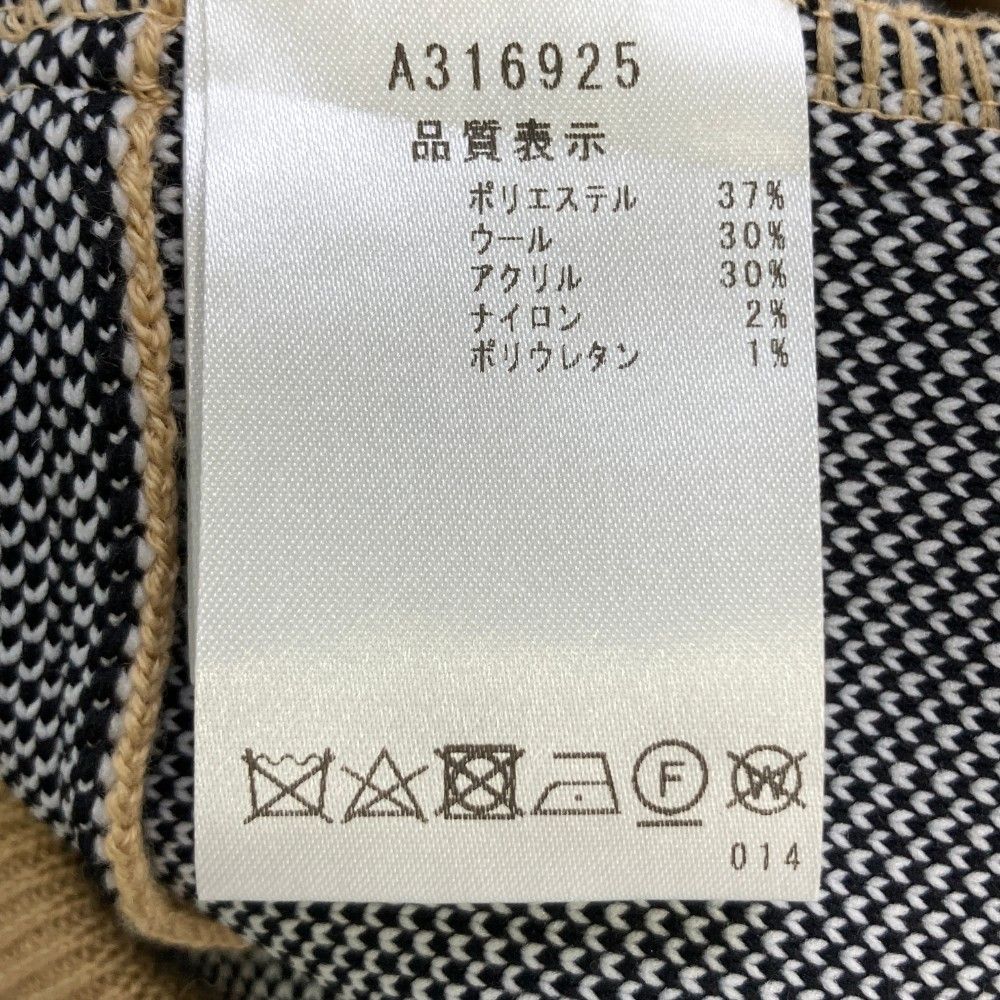 A316925
品質表示
ポリエステル 37%
ウール 30%
アクリル 30%
ナイロン 2%
ポリウレタン 1%
F W
014